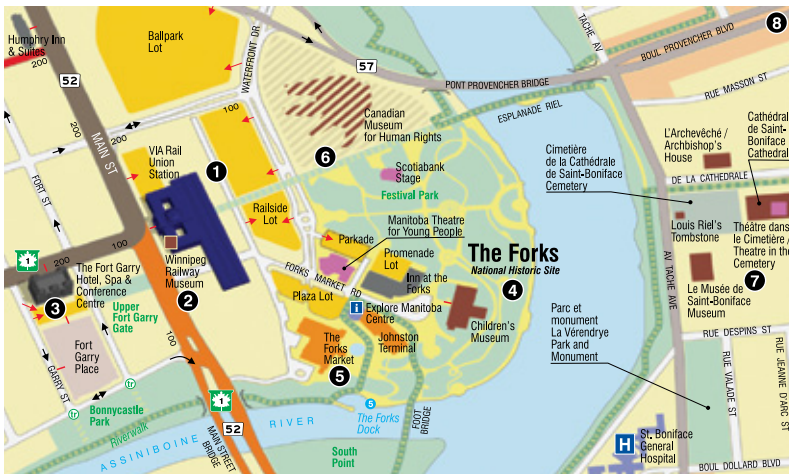 Humphry Inn
& Suites
200
52
MAIN ST
200
200
Ballpark
Lot
WATERFRONT DR
100
57
PONT PROVENCHER BRIDGE
ESPLANADE RIEL
TACHE AV
BOUL PROVENCHER BLVD
8
RUE MASSON ST
Canadian
Museum
for Human Rights
6
VIA Rail
Union
Station
1
FORT ST
100
Scotiabank
Stage
Festival Park
Railside
Lot
Manitoba Theatre
for Young People
Parkade
Promenade
Lot
Inn at the
Forks
The Forks
National Historic Site
4
Cimetière
de la Cathédrale
de Saint-Boniface
Cemetery
L'Archevêché /
Archbishop's
House
Cathédrale
de Saint-
Boniface
Cathedral
DE LA CATHEDRALE
Louis Riel's
Tombstone
Théâtre dans
le Cimetière /
Theatre in the
Cemetery
7
Le Musée de
Saint-Boniface
Museum
AV TACHE AVE
Winnipeg
Railway
Museum
2
1
200
100
The Fort Garry
Hotel, Spa &
Conference
Centre
3
Upper
Fort Garry
Gate
Fort
Garry
Place
GARRY ST
100
FORKS MARKET RD
Plaza Lot
i
Explore Manitoba
Centre
The
Forks
Market
5
Johnston
Terminal
Children's
Museum
Parc et
monument
La Vérendrye
Park and
Monument
RUE DESPINS ST
RUE VALADE ST
RUE JEANNE D'ARC ST
tr
tr
Bonnycastle
Park
Riverwalk
ASSINIBOINE RIVER
1
52
MAIN STREET
BRIDGE
5
The Forks
Dock
FOOT
BRIDGE
South
Point
H
St. Boniface
General
Hospital
BOUL DOLLARD BLVD